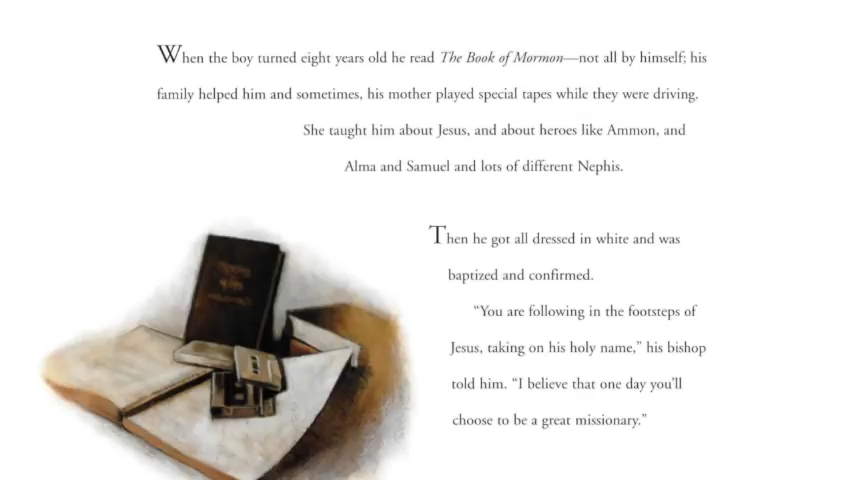 When the boy turned eight years old he read The Book of Mormon—not all by himself; his
family helped him and sometimes, his mother played special tapes while they were driving.
She taught him about Jesus, and about heroes like Ammon, and
Alma and Samuel and lots of different Nephis.
Then he got all dressed in white and was
baptized and confirmed.
“You are following in the footsteps of
Jesus, taking on his holy name,” his bishop
told him. “I believe that one day you’ll
choose to be a great missionary.”